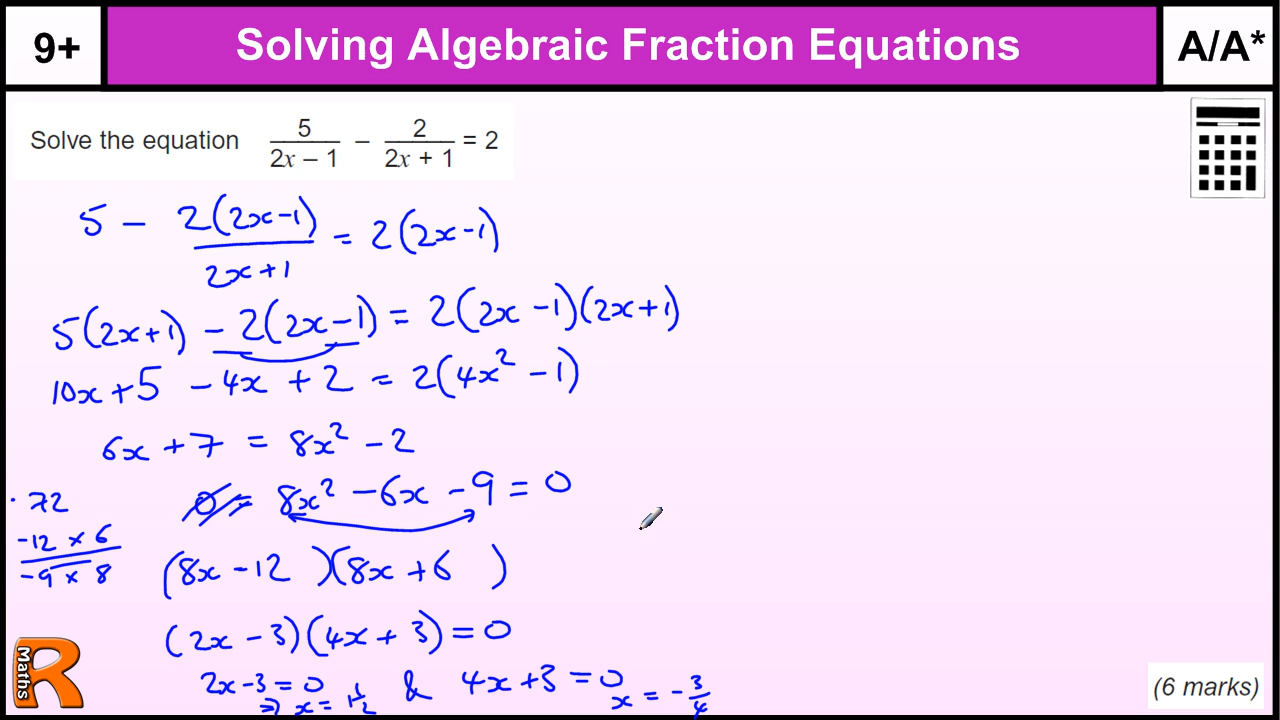 9+ Solving Algebraic Fraction Equations A/A*
Solve the equation 5/(2x – 1) – 2/(2x + 1) = 2
5 - 2(2x-1)/(2x+1) = 2(2x-1)
5(2x+1) - 2(2x-1) = 2(2x-1)(2x+1)
10x+5 -4x +2 = 2(4x² -1)
6x +7 = 8x² -2
0= 8x² -6x -9=0
72
-12 × 6
-9 × 8
(8x -12 )(8x +6 )
(2x -3)(4x + 3)=0
2x-3=0 & 4x+3=0
⇒ x= 1 1/2 x = -3/4
Maths R
(6 marks)